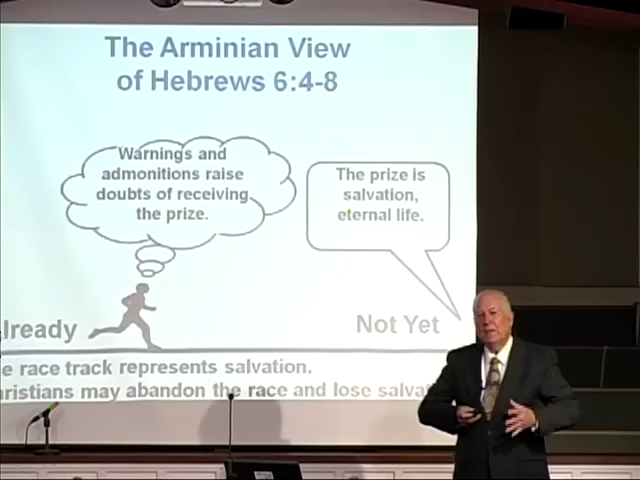 The Arminian View
of Hebrews 6:4-8
Warnings and
admonitions raise
doubts of receiving
the prize.
The prize is
salvation,
eternal life.
lready
Not Yet
e race track represents salvation.
ristians may abandon the race and lose salva